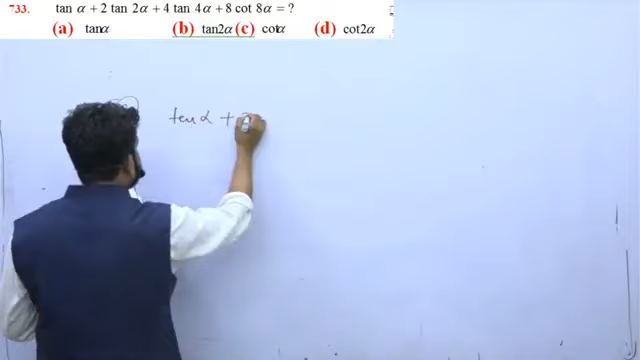 733. tan α + 2 tan 2α + 4 tan 4α + 8 cot 8α = ?
(a) tanα (b) tan2α (c) cotα (d) cot2α
tan α +